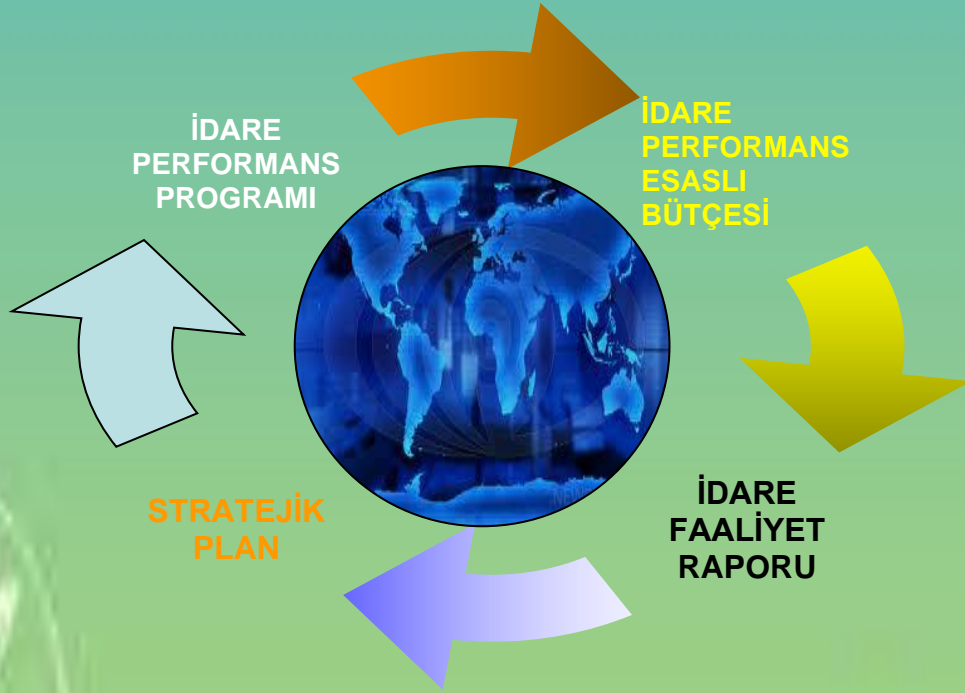 İDARE
PERFORMANS
PROGRAMI
İDARE
PERFORMANS
ESASLI
BÜTÇESİ
STRATEJİK
PLAN
İDARE
FAALİYET
RAPORU